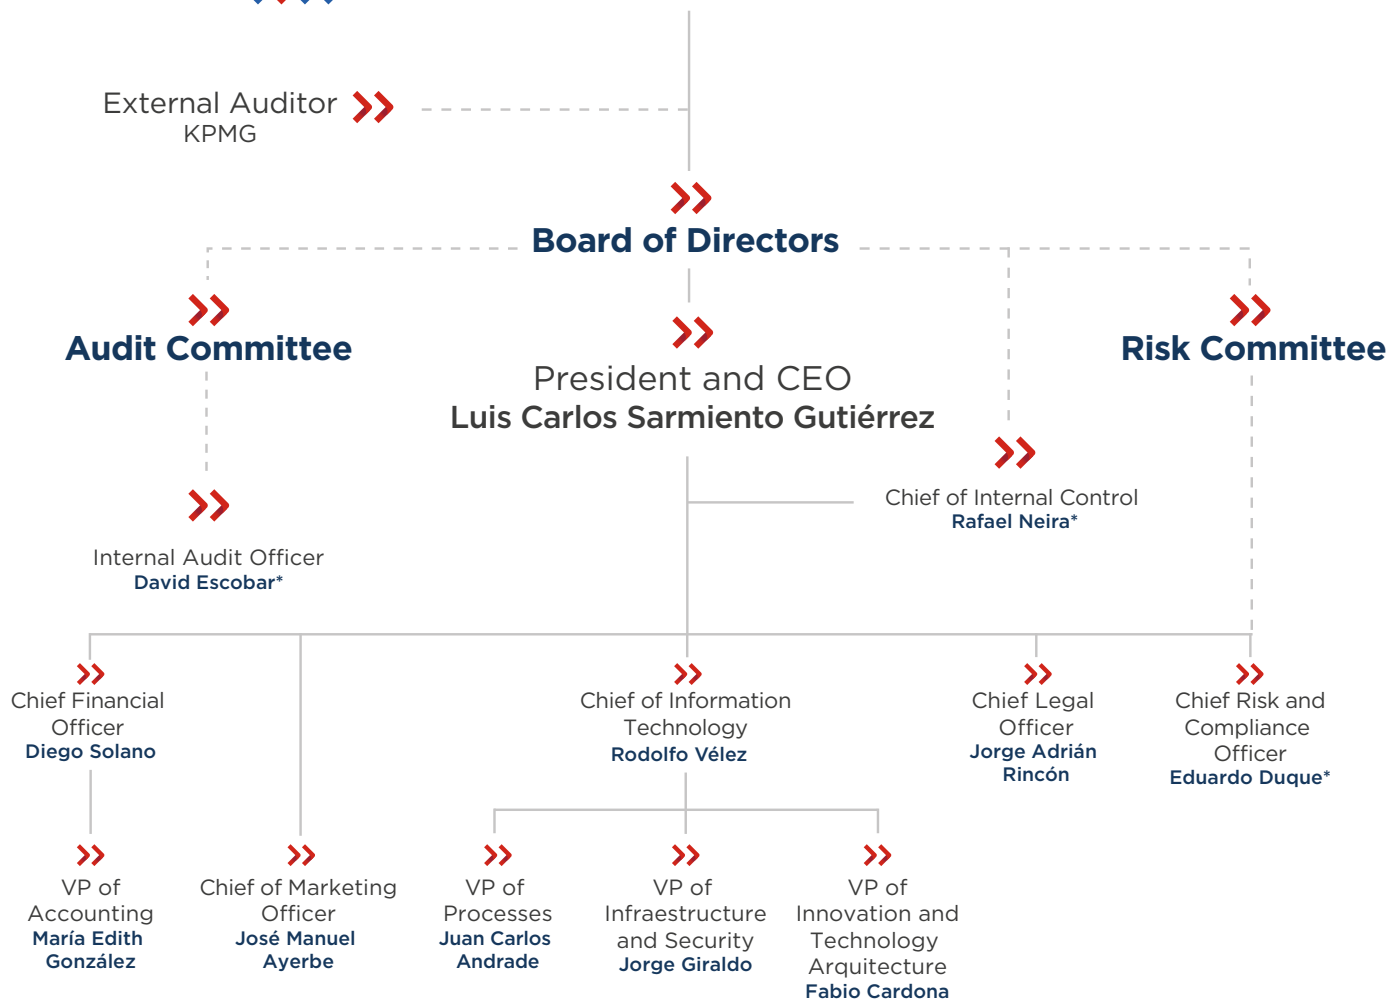 External Auditor
KPMG
Board of Directors
Audit Committee
Risk Committee
President and CEO
Luis Carlos Sarmiento Gutiérrez
Chief of Internal Control
Rafael Neira*
Internal Audit Officer
David Escobar*
Chief Financial
Officer
Diego Solano
Chief of Information
Technology
Rodolfo Vélez
Chief Legal
Officer
Jorge Adrián
Rincón
Chief Risk and
Compliance
Officer
Eduardo Duque*
VP of
Accounting
María Edith
González
Chief of Marketing
Officer
José Manuel
Ayerbe
VP of
Processes
Juan Carlos
Andrade
VP of
Infraestructure
and Security
Jorge Giraldo
VP of
Innovation and
Technology
Arquitecture
Fabio Cardona